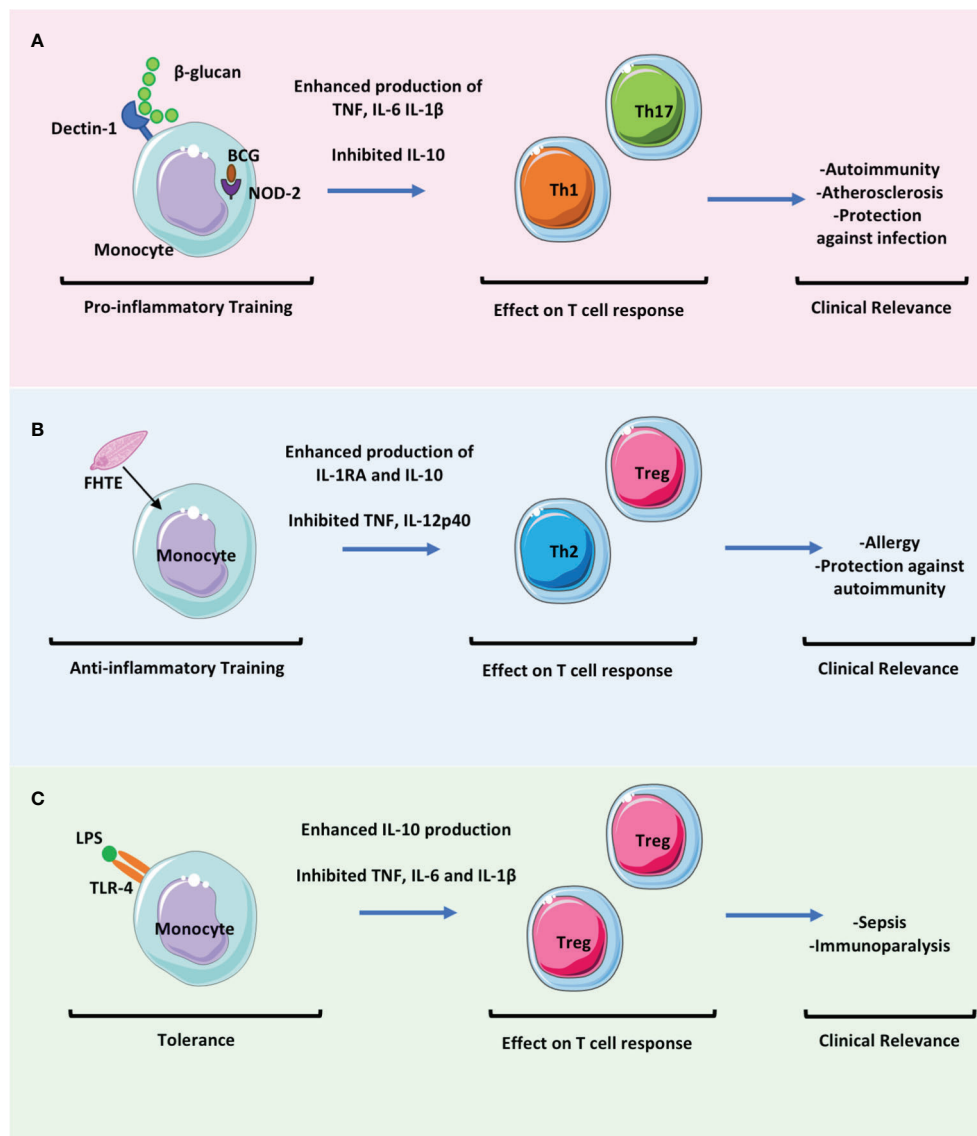 A
β-glucan
Dectin-1
BCG
NOD-2
Monocyte
Enhanced production of
TNF, IL-6 IL-1β
Inhibited IL-10
Th17
Th1
-Autoimmunity
-Atherosclerosis
-Protection
against infection
Pro-inflammatory Training
Effect on T cell response
Clinical Relevance
B
FHTE
Monocyte
Enhanced production of
IL-1RA and IL-10
Inhibited TNF, IL-12p40
Treg
Th2
-Allergy
-Protection against
autoimmunity
Anti-inflammatory Training
Effect on T cell response
Clinical Relevance
C
LPS
TLR-4
Monocyte
Enhanced IL-10 production
Inhibited TNF, IL-6 and IL-1β
Treg
Treg
-Sepsis
-Immunoparalysis
Tolerance
Effect on T cell response
Clinical Relevance